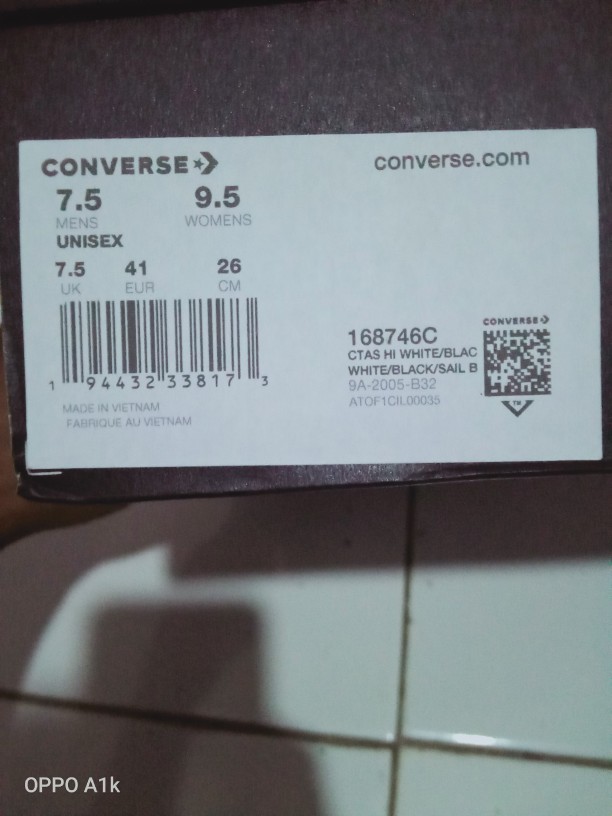 CONVERSE
converse.com
7.5 9.5
MENS WOMENS
UNISEX
7.5 41 26
UK EUR CM
1 94432 33817 3
MADE IN VIETNAM
FABRIQUE AU VIETNAM
168746C
CTAS HI WHITE/BLAC
WHITE/BLACK/SAIL B
9A-2005-B32
ATOF1CIL00035
CONVERSE
TM
OPPO A1k